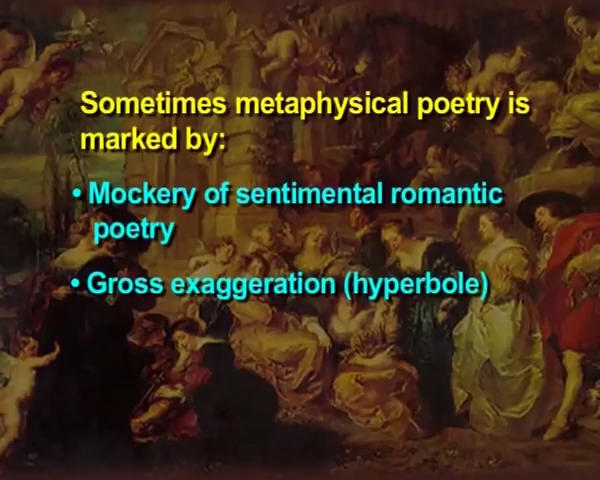 Sometimes metaphysical poetry is
marked by:
• Mockery of sentimental romantic
poetry
• Gross exaggeration (hyperbole)